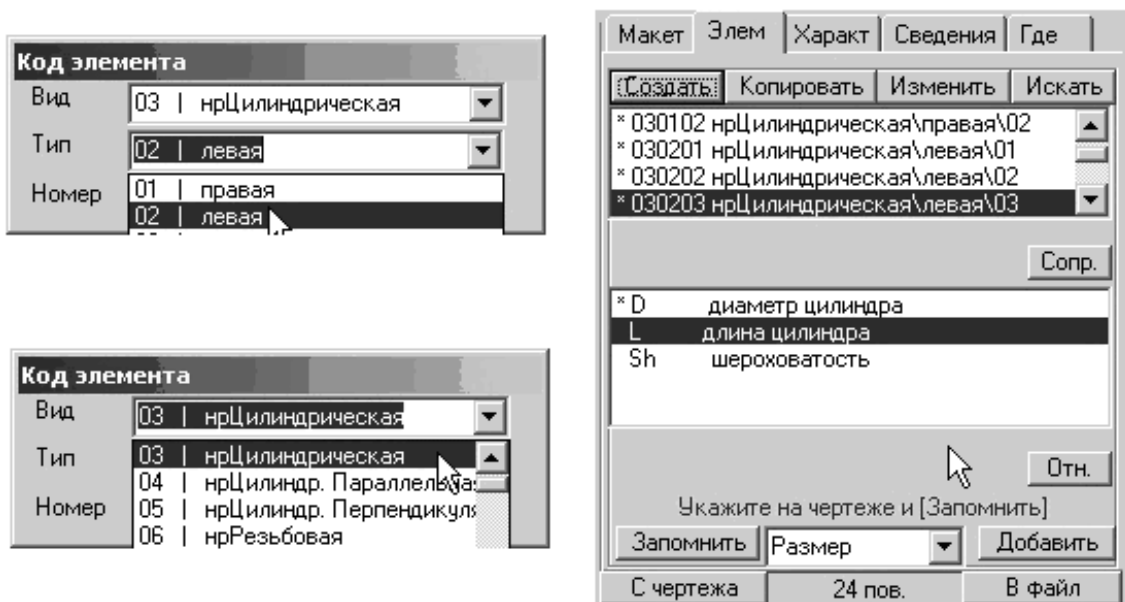 Код элемента
Вид 03 | нрЦилиндрическая
Тип 02 | левая
Номер 01 | правая
02 | левая
Код элемента
Вид 03 | нрЦилиндрическая
Тип 03 | нрЦилиндрическая
04 | нрЦилиндр.
Номер 05 | нрЦилиндр. Перпендикуля
06 | нрРезьбовая
Макет Элем Характ Сведения Где
Создать Копировать Изменить Искать
* 030102 нрЦилиндрическая\правая\02
* 030201 нрЦилиндрическая\левая\01
* 030202 нрЦилиндрическая\левая\02
* 030203 нрЦилиндрическая\левая\03
Сопр.
* D диаметр цилиндра
L длина цилиндра
Sh шероховатость
Отн.
Укажите на чертеже и [Запомнить]
Запомнить Размер Добавить
С чертежа 24 пов. В файл